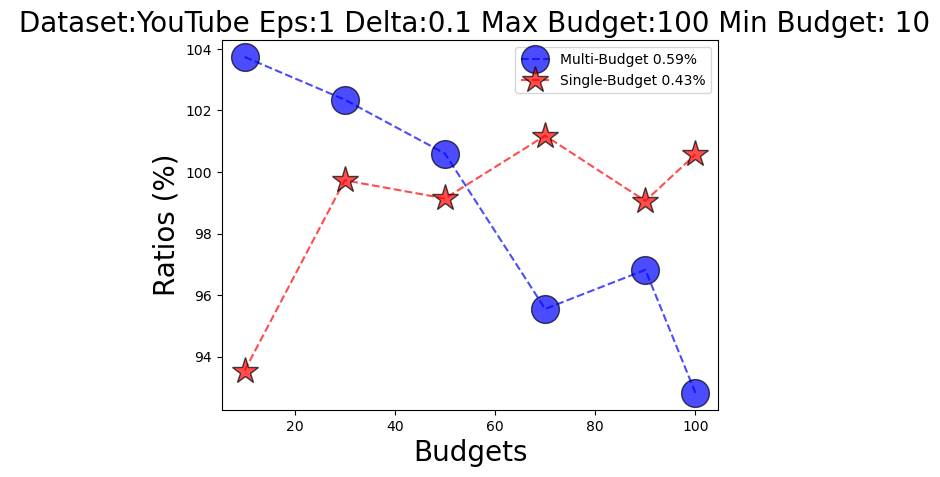 Dataset:YouTube Eps:1 Delta:0.1 Max Budget:100 Min Budget: 10
104
102
100
98
96
94
Ratios (%)
Multi-Budget 0.59%
Single-Budget 0.43%
20 40 60 80 100
Budgets